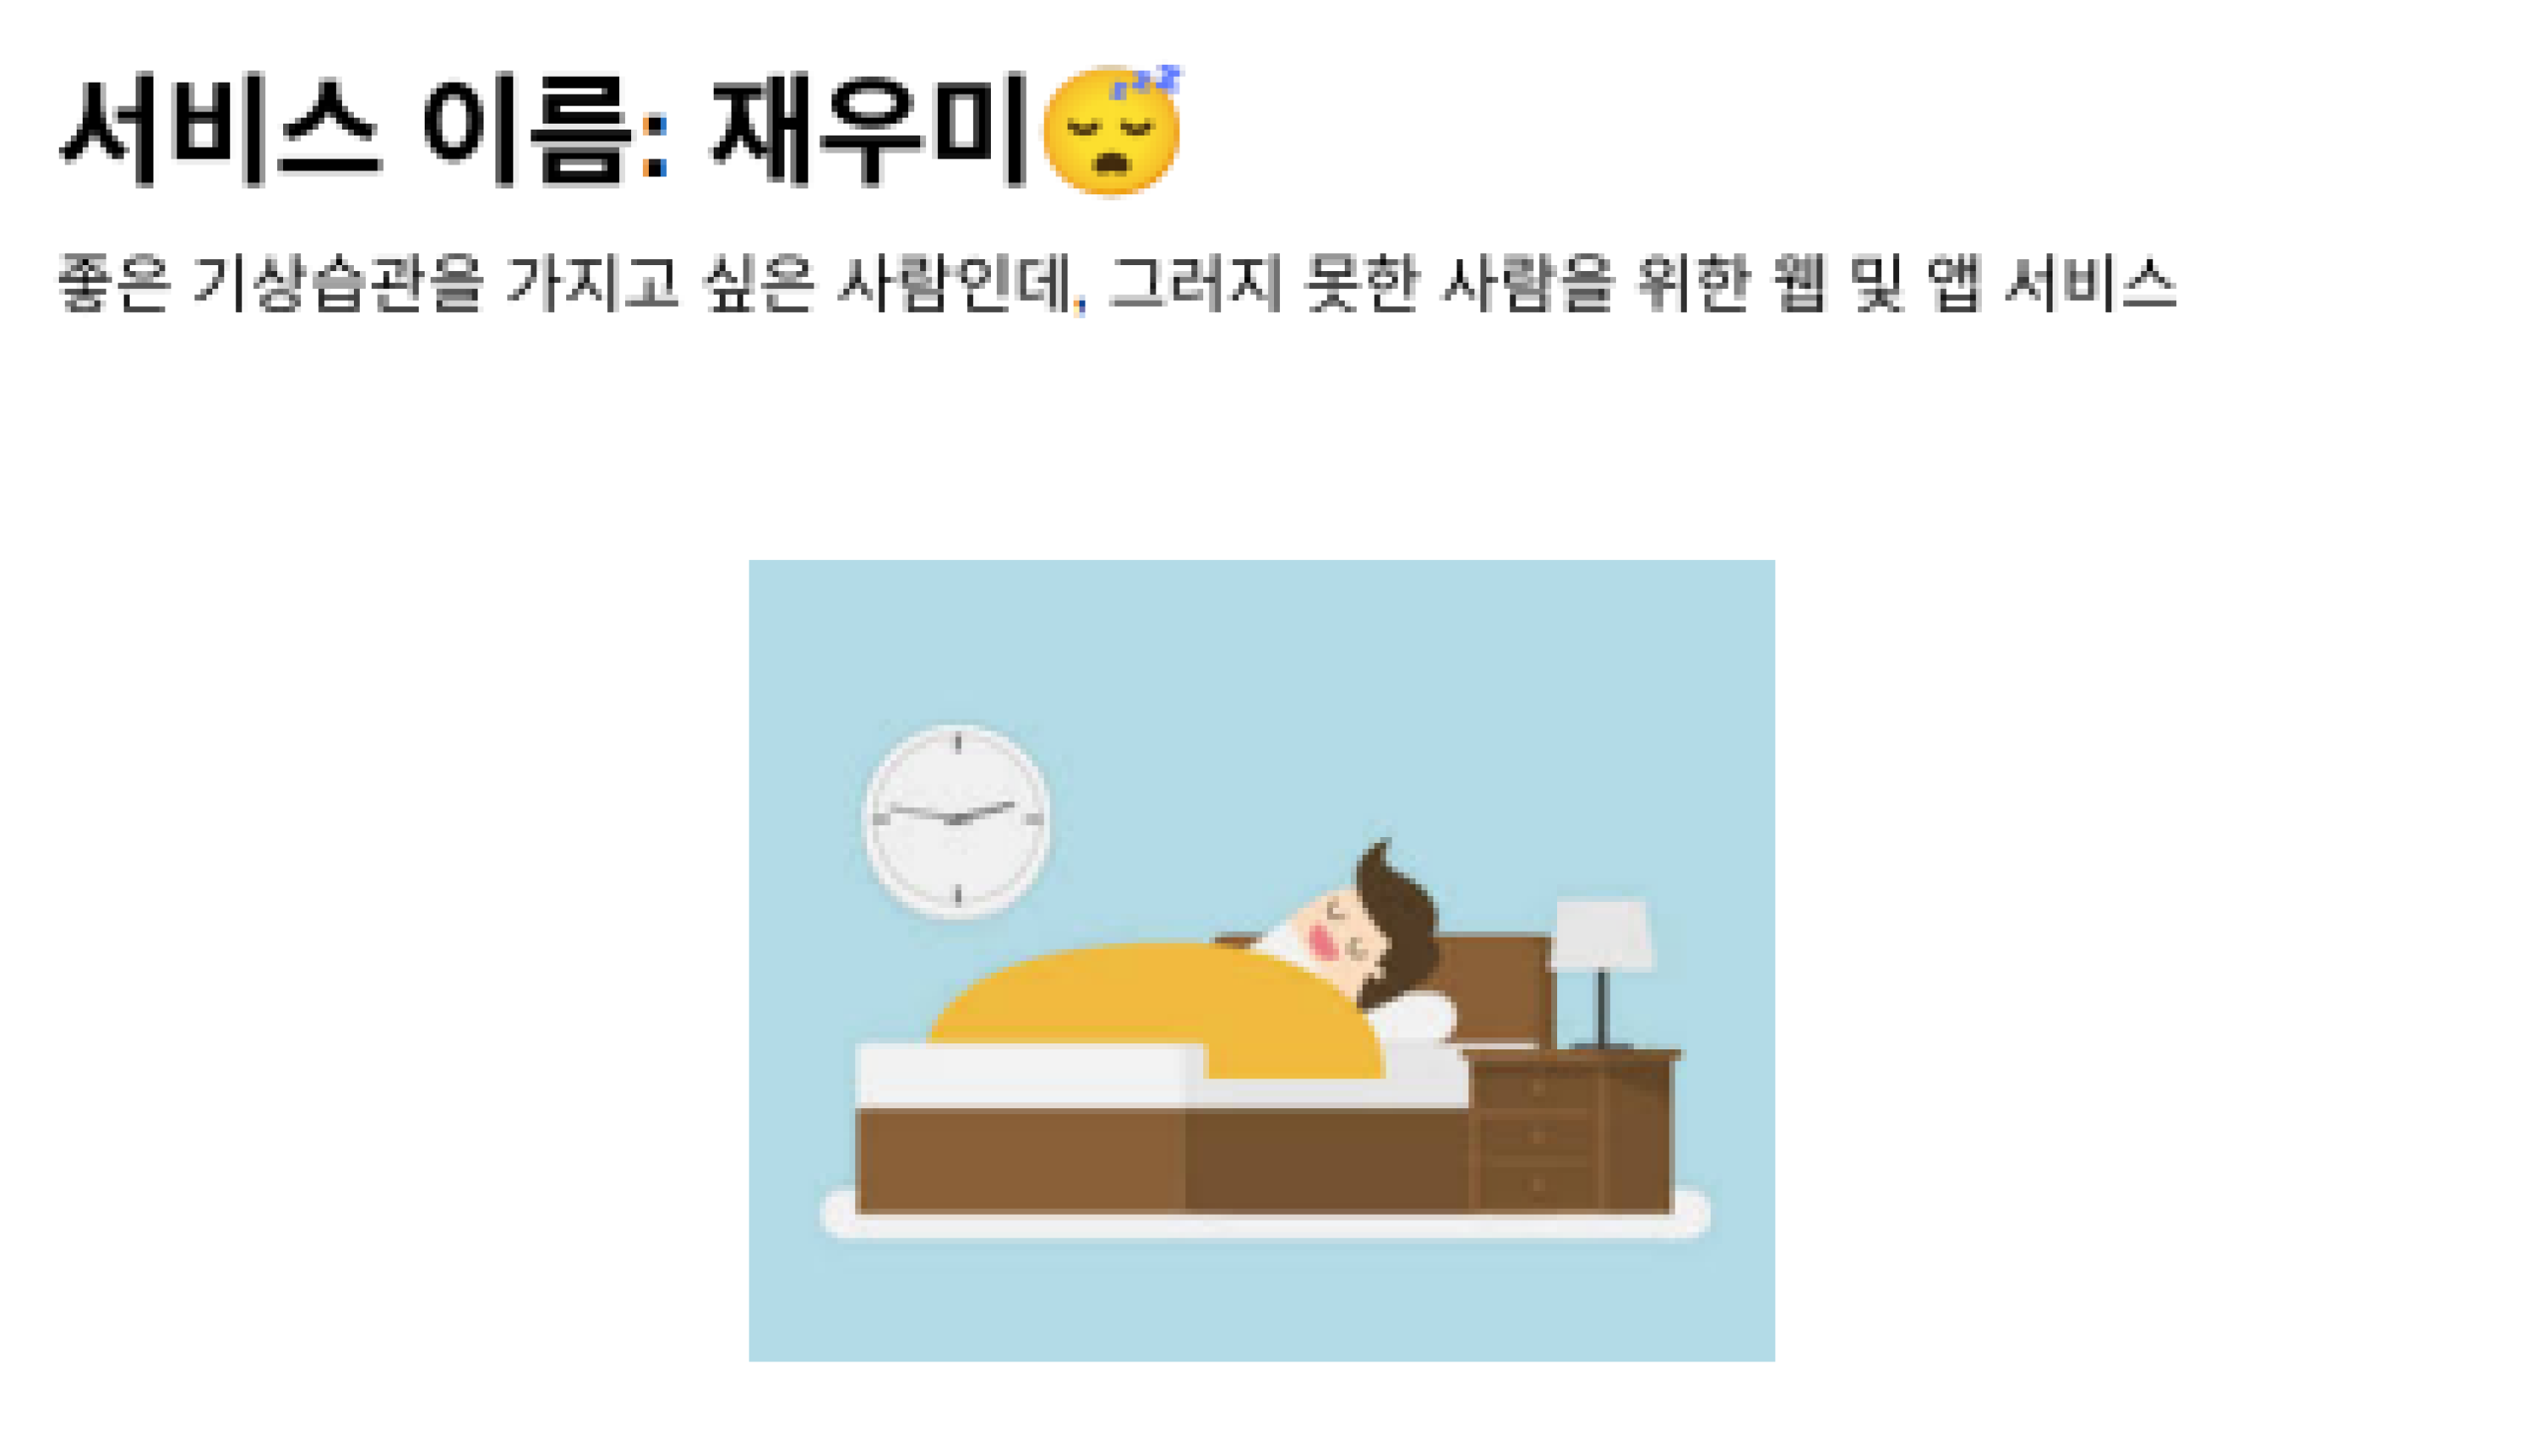 서비스 이름: 재우미😴
좋은 기상습관을 가지고 싶은 사람인데, 그러지 못한 사람을 위한 웹 및 앱 서비스